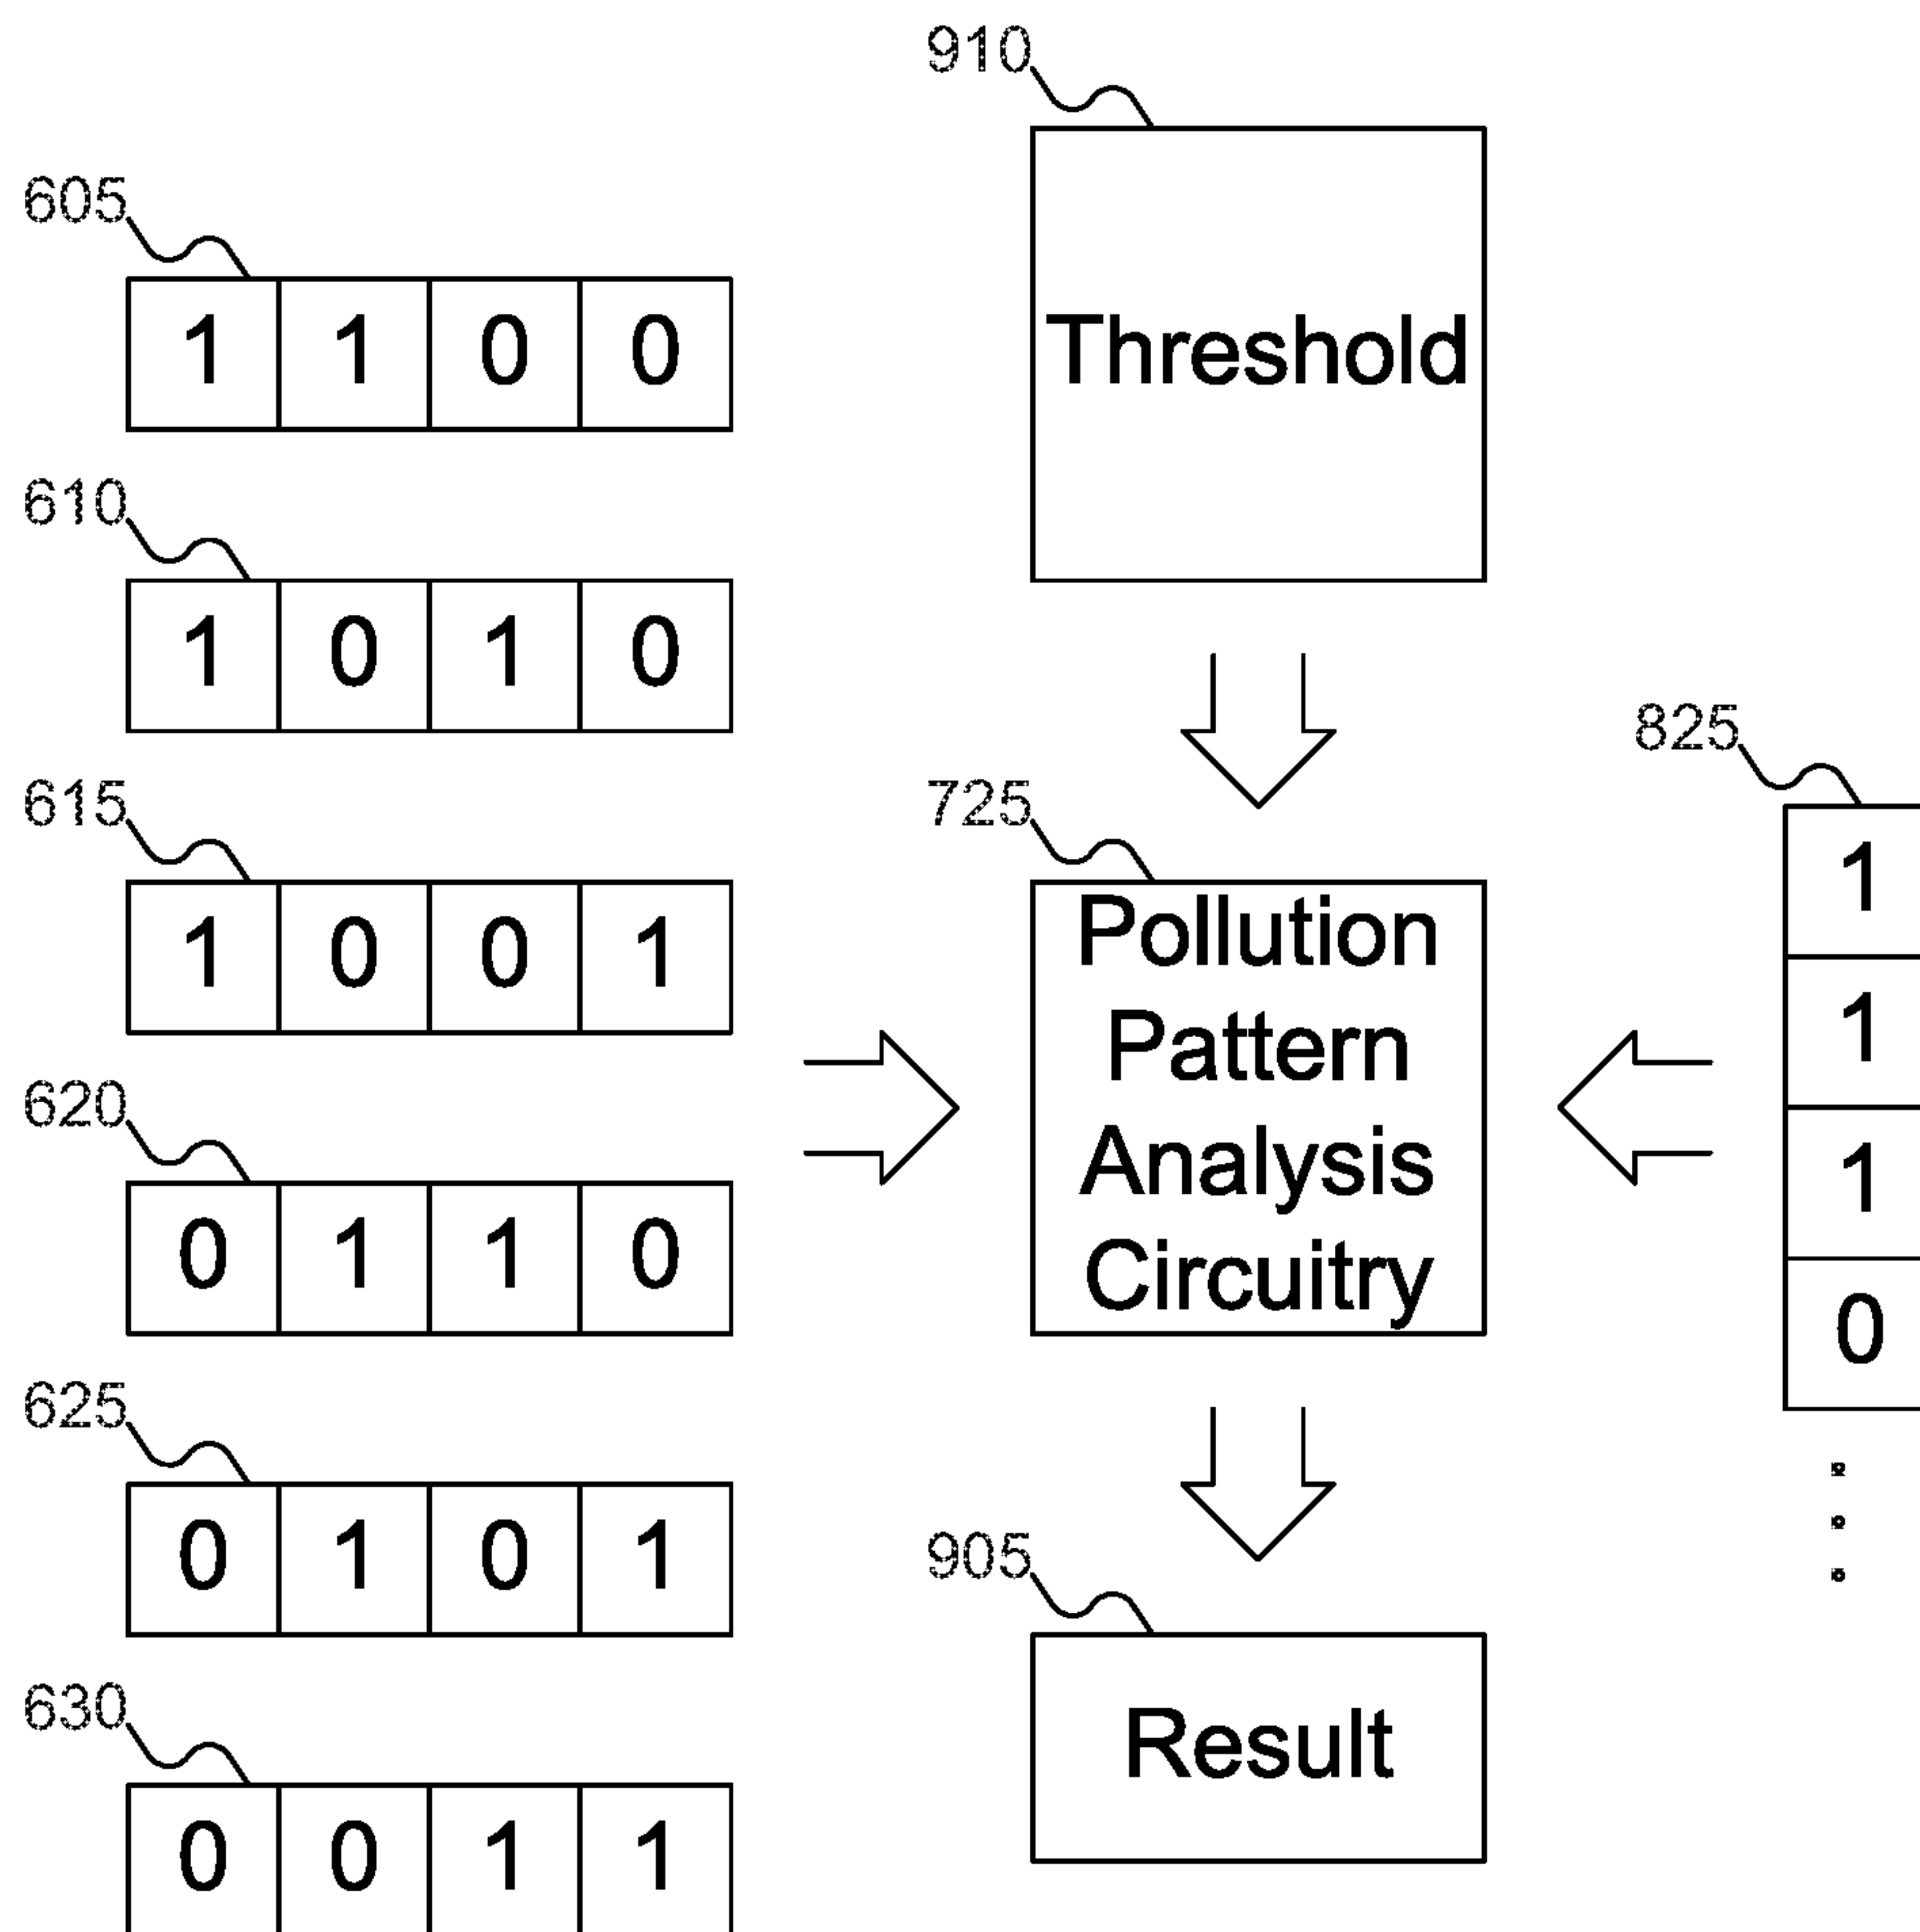 910
Threshold
605
1 1 0 0
610
1 0 1 0
615
1 0 0 1
620
0 1 1 0
625
0 1 0 1
630
0 0 1 1
725
Pollution
Pattern
Analysis
Circuitry
905
Result
825
1
1
1
0